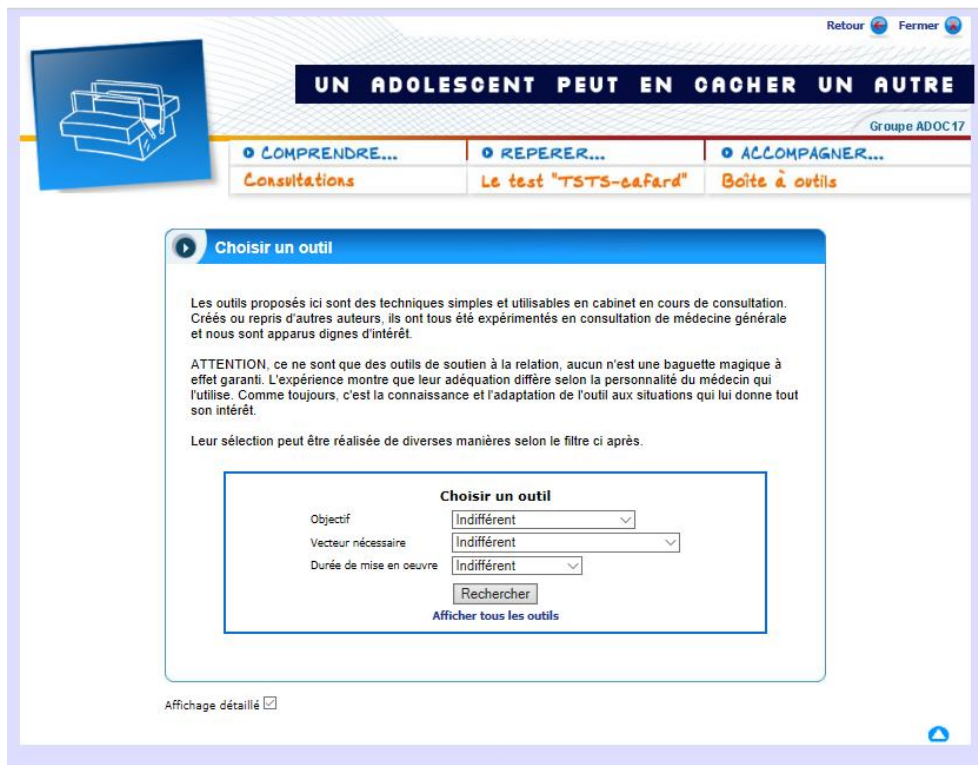 Retour Fermer
UN ADOLESCENT PEUT EN CACHER UN AUTRE
Groupe ADOC17
COMPRENDRE... REPERER... ACCOMPAGNER...
Consultations Le test "TSTS-cafard" Boîte à outils
Choisir un outil
Les outils proposés ici sont des techniques simples et utilisables en cabinet en cours de consultation.
Créés ou repris d'autres auteurs, ils ont tous été expérimentés en consultation de médecine générale
et nous sont apparus dignes d'intérêt.
ATTENTION, ce ne sont que des outils de soutien à la relation, aucun n'est une baguette magique à
effet garanti. L'expérience montre que leur adéquation diffère selon la personnalité du médecin qui
l'utilise. Comme toujours, c'est la connaissance et l'adaptation de l'outil aux situations qui lui donne tout
son intérêt.
Leur sélection peut être réalisée de diverses manières selon le filtre ci après.
Choisir un outil
Objectif Indifférent
Vecteur nécessaire Indifférent
Durée de mise en oeuvre Indifférent
Rechercher
Afficher tous les outils
Affichage détaillé